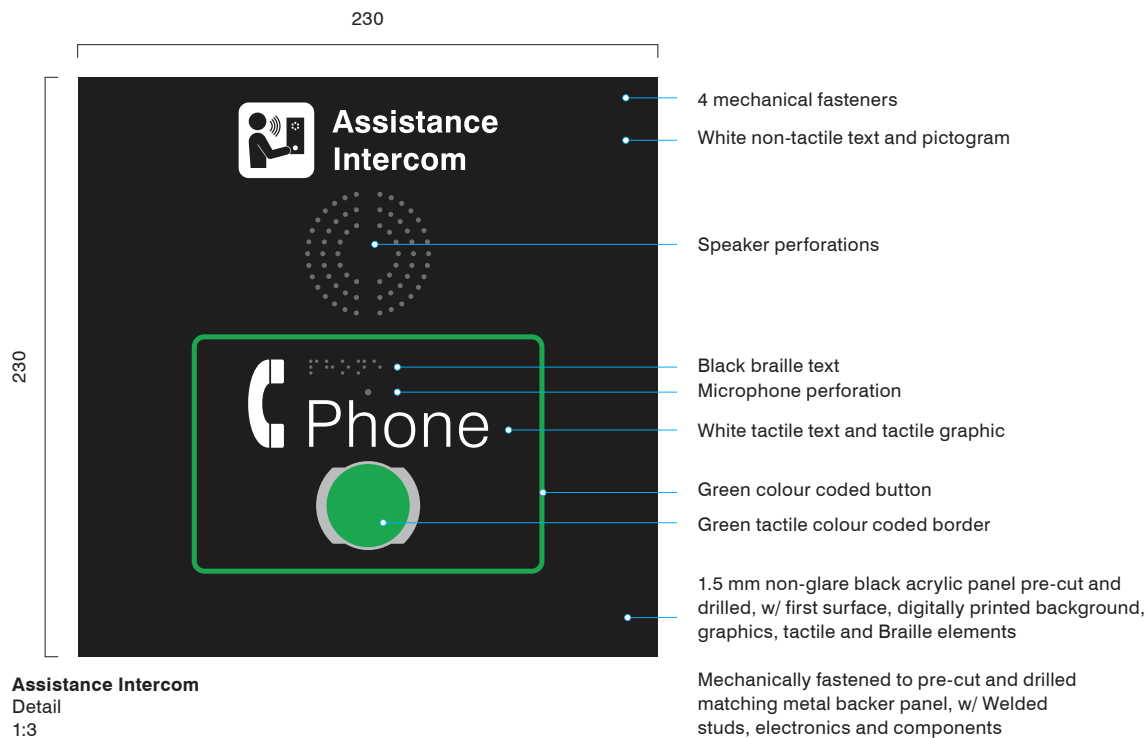 230
230
Assistance
Intercom
Phone
4 mechanical fasteners
White non-tactile text and pictogram
Speaker perforations
Black braille text
Microphone perforation
White tactile text and tactile graphic
Green colour coded button
Green tactile colour coded border
1.5 mm non-glare black acrylic panel pre-cut and
drilled, w/ first surface, digitally printed background,
graphics, tactile and Braille elements
Mechanically fastened to pre-cut and drilled
matching metal backer panel, w/ Welded
studs, electronics and components
Assistance Intercom
Detail
1:3